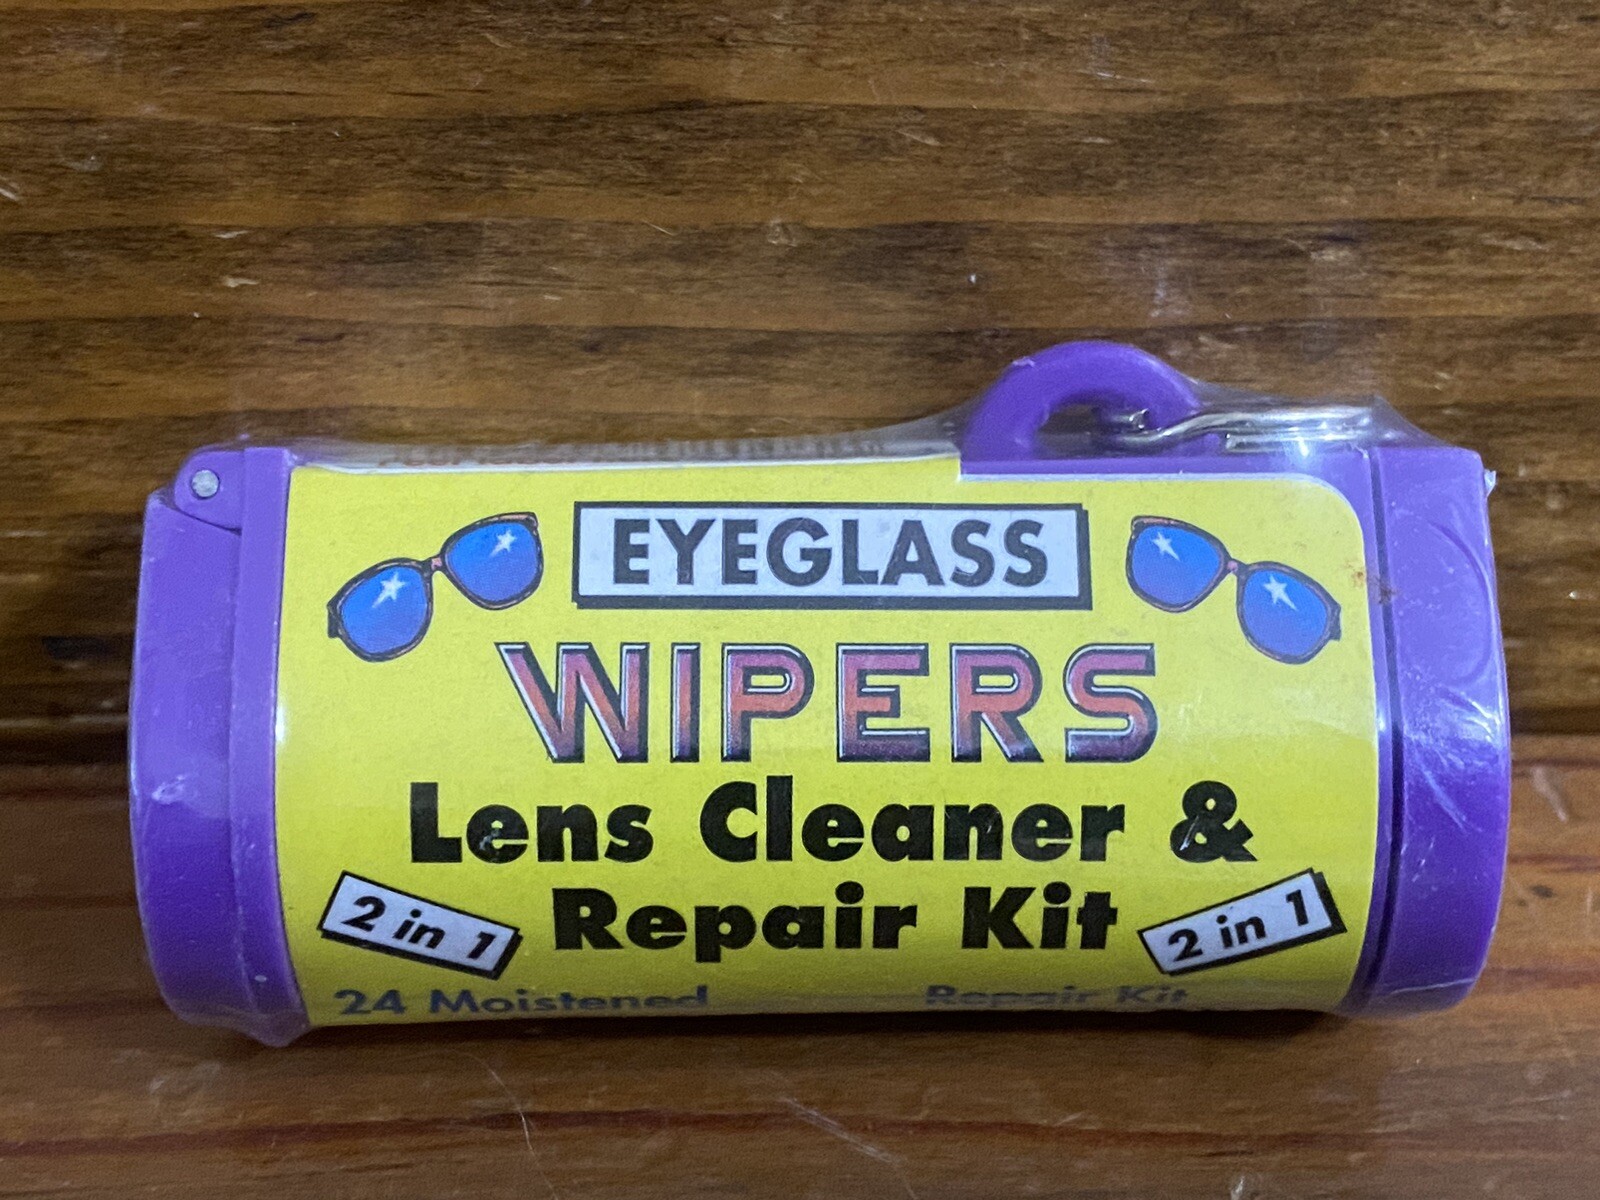 EYEGLASS
WIPERS
Lens Cleaner &
Repair Kit
2 in 1
2 in 1
24 Moistened
Repair Kit